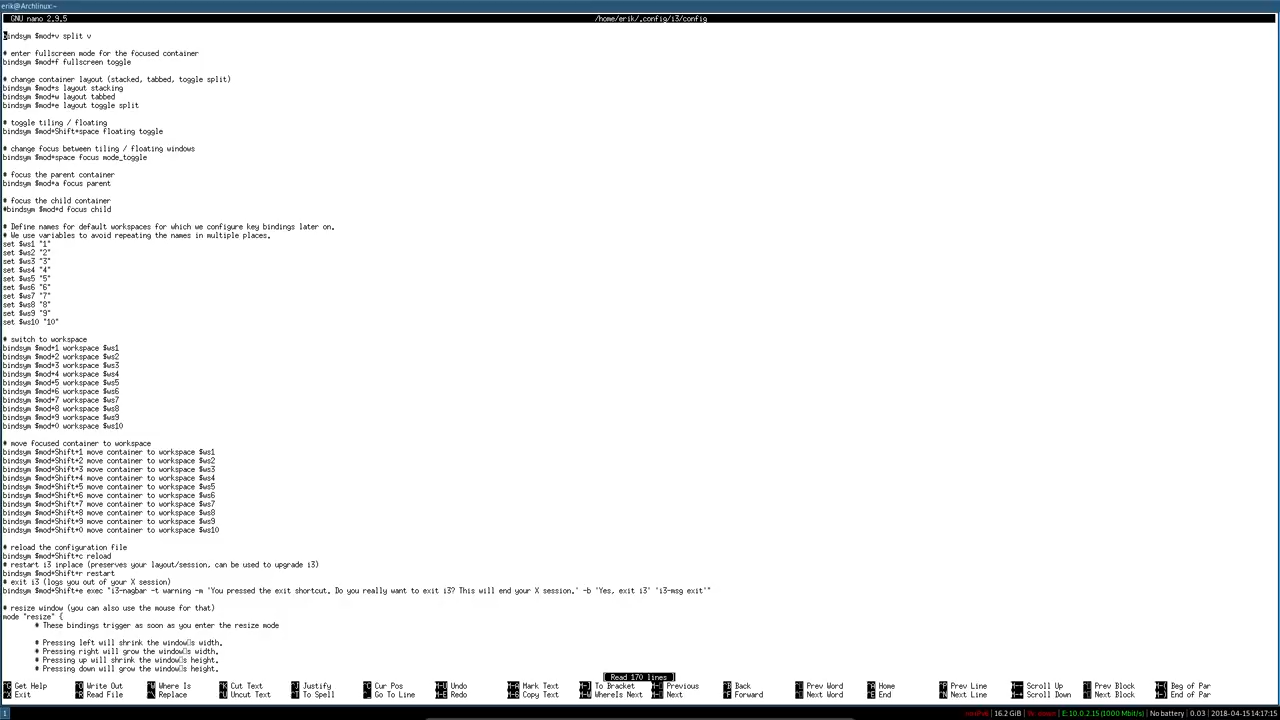 erik@Archlinux:~
GNU nano 2.9.5 /home/erik/.config/i3/config
bindsym $mod+v split v
# enter fullscreen mode for the focused container
bindsym $mod+f fullscreen toggle
# change container layout (stacked, tabbed, toggle split)
bindsym $mod+s layout stacking
bindsym $mod+w layout tabbed
bindsym $mod+e layout toggle split
# toggle tiling / floating
bindsym $mod+Shift+space floating toggle
# change focus between tiling / floating windows
bindsym $mod+space focus mode_toggle
# focus the parent container
bindsym $mod+a focus parent
# focus the child container
#bindsym $mod+d focus child
# Define names for default workspaces for which we configure key bindings later on.
# We use variables to avoid repeating the names in multiple places.
set $ws1 "1"
set $ws2 "2"
set $ws3 "3"
set $ws4 "4"
set $ws5 "5"
set $ws6 "6"
set $ws7 "7"
set $ws8 "8"
set $ws9 "9"
set $ws10 "10"
# switch to workspace
bindsym $mod+1 workspace $ws1
bindsym $mod+2 workspace $ws2
bindsym $mod+3 workspace $ws3
bindsym $mod+4 workspace $ws4
bindsym $mod+5 workspace $ws5
bindsym $mod+6 workspace $ws6
bindsym $mod+7 workspace $ws7
bindsym $mod+8 workspace $ws8
bindsym $mod+9 workspace $ws9
bindsym $mod+0 workspace $ws10
# move focused container to workspace
bindsym $mod+Shift+1 move container to workspace $ws1
bindsym $mod+Shift+2 move container to workspace $ws2
bindsym $mod+Shift+3 move container to workspace $ws3
bindsym $mod+Shift+4 move container to workspace $ws4
bindsym $mod+Shift+5 move container to workspace $ws5
bindsym $mod+Shift+6 move container to workspace $ws6
bindsym $mod+Shift+7 move container to workspace $ws7
bindsym $mod+Shift+8 move container to workspace $ws8
bindsym $mod+Shift+9 move container to workspace $ws9
bindsym $mod+Shift+0 move container to workspace $ws10
# reload the configuration file
bindsym $mod+Shift+c reload
# restart i3 inplace (preserves your layout/session, can be used to upgrade i3)
bindsym $mod+Shift+r restart
# exit i3 (logs you out of your X session)
bindsym $mod+Shift+e exec "i3-nagbar -t warning -m 'You pressed the exit shortcut. Do you really want to exit i3? This will end your X session.' -b 'Yes, exit i3' 'i3-msg exit'"
# resize window (you can also use the mouse for that)
mode "resize" {
# These bindings trigger as soon as you enter the resize mode
# Pressing left will shrink the window▯s width.
# Pressing right will grow the window▯s width.
# Pressing up will shrink the window▯s height.
# Pressing down will grow the window▯s height.
[ Read 170 lines ]
^G Get Help ^O Write Out ^W Where Is ^K Cut Text ^J Justify ^C Cur Pos M-U Undo M-A Mark Text M-] To Bracket Previous ^B Back Prev Word ^A Home ^P Prev Line Scroll Up Prev Block M-( Beg of Par
^X Exit ^R Read File ^\ Replace ^U Uncut Text ^T To Spell ^_ Go To Line M-E Redo M-6 Copy Text M-W WhereIs Next Next ^F Forward Next Word ^E End ^N Next Line Scroll Down Next Block M-) End of Par
1 no IPv6 | 16.2 GiB | W: down | E: 10.0.2.15 (1000 Mbit/s) | No battery | 0.03 | 2018-04-15 14:17:15